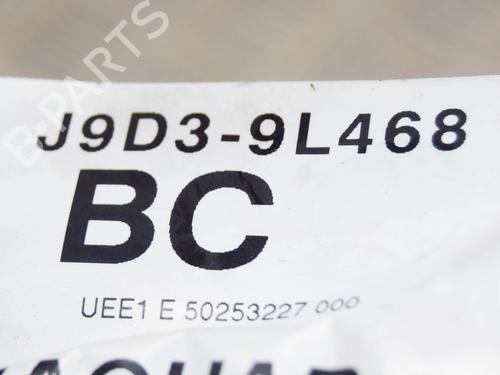 J9D3-9L468
BC
UEE1 E 50253227 000
B-PARTS